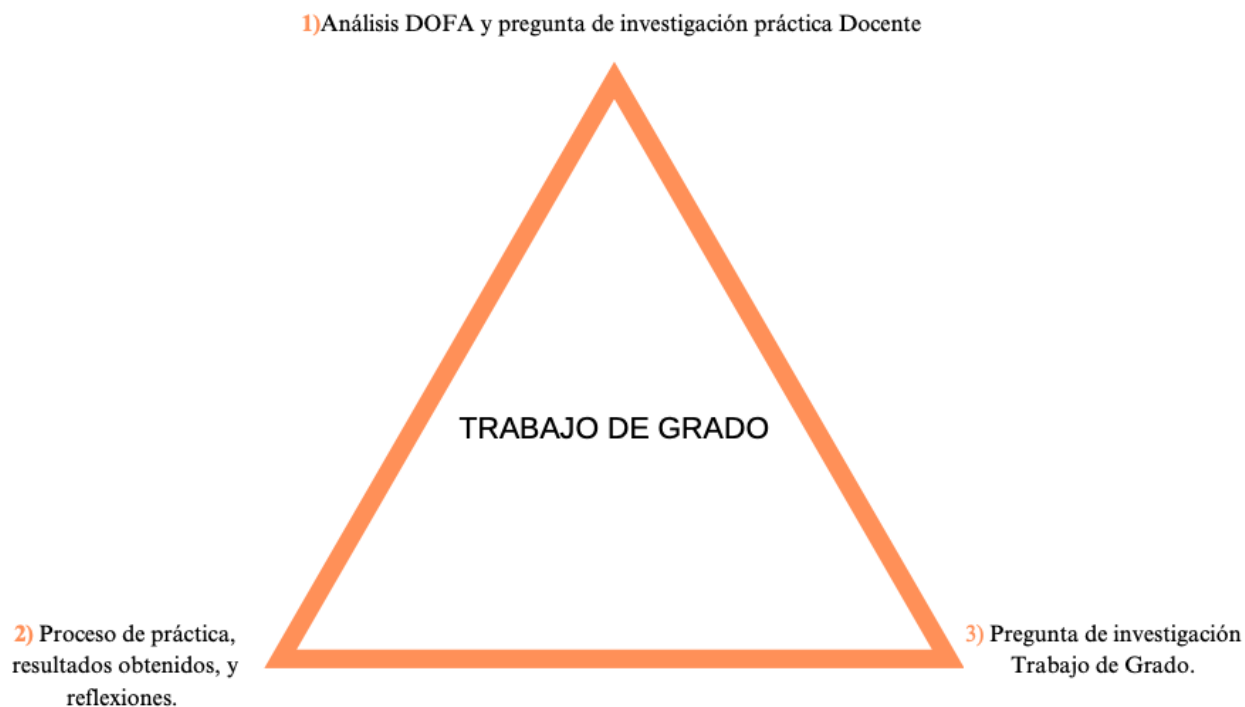 1)Análisis DOFA y pregunta de investigación práctica Docente
TRABAJO DE GRADO
2) Proceso de práctica,
resultados obtenidos, y
reflexiones.
3) Pregunta de investigación
Trabajo de Grado.